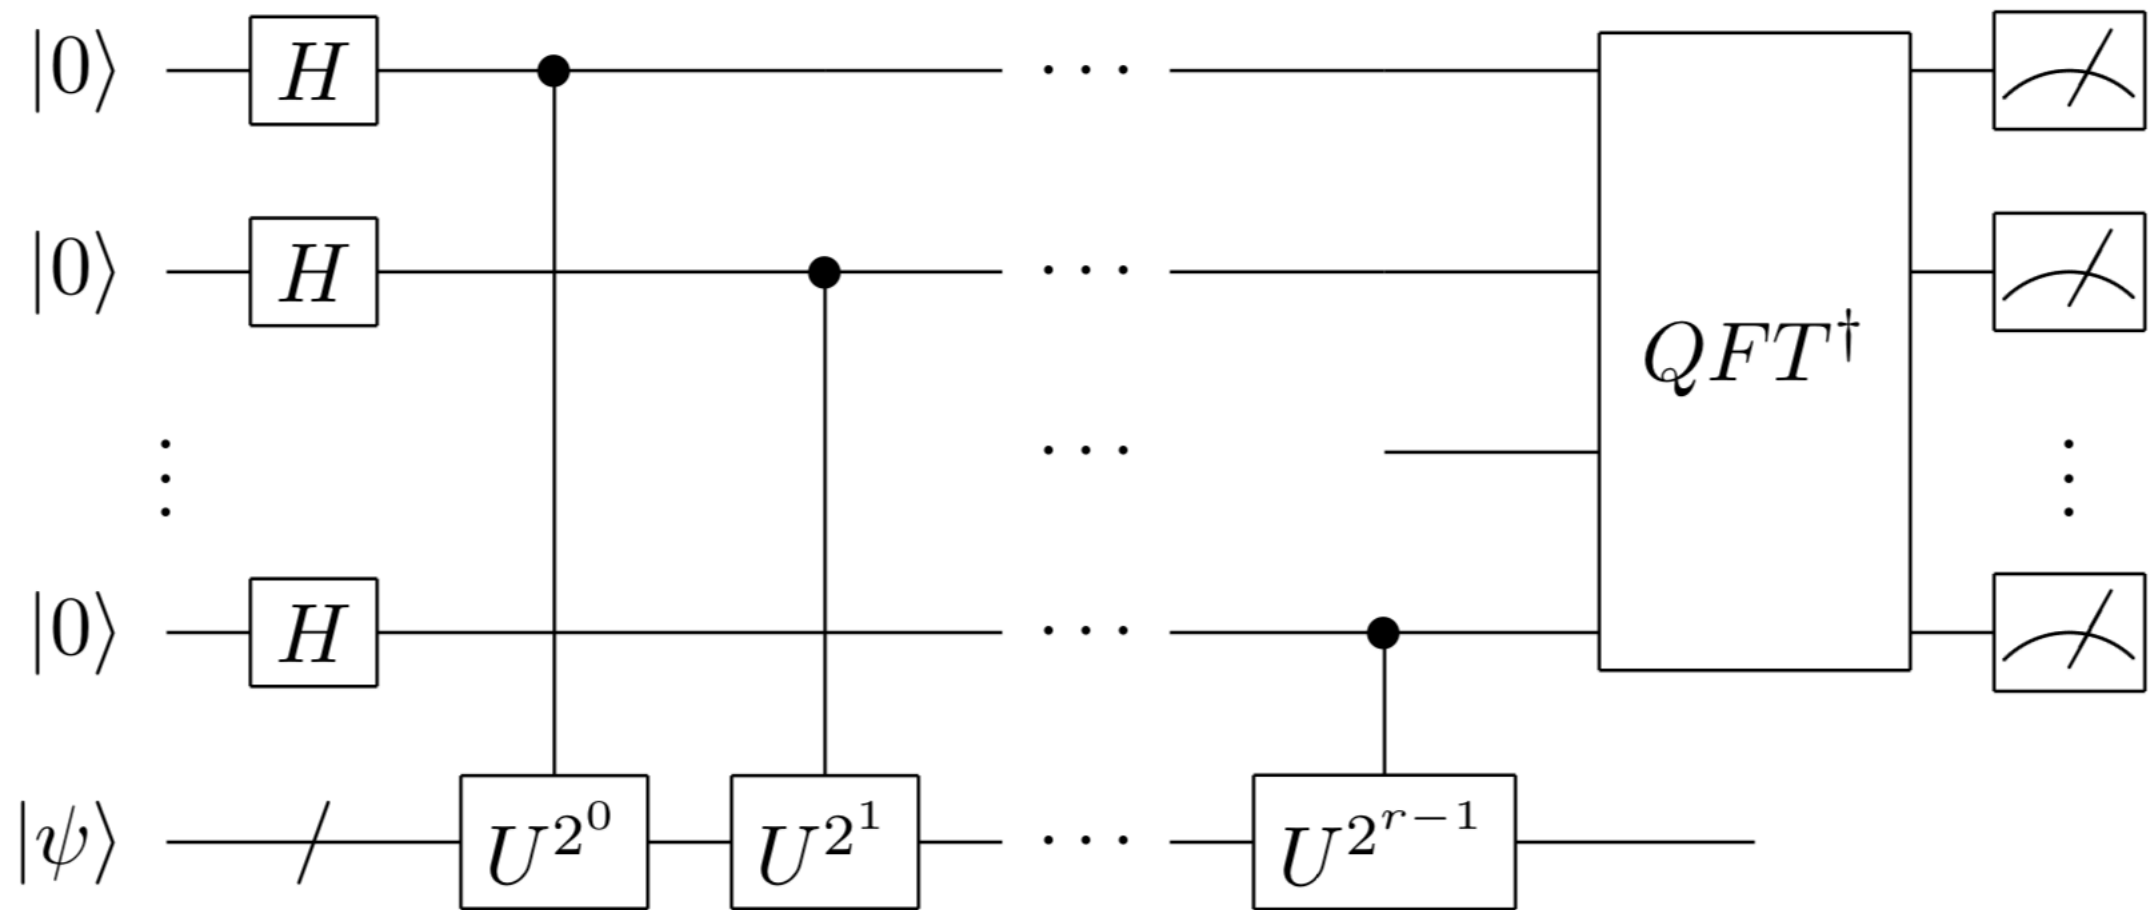 |0⟩ H · · ·
|0⟩ H · · ·
QFT†
⋮ · · · ⋮
|0⟩ H · · ·
|ψ⟩ U^{2^0} U^{2^1} · · · U^{2^{r−1}}